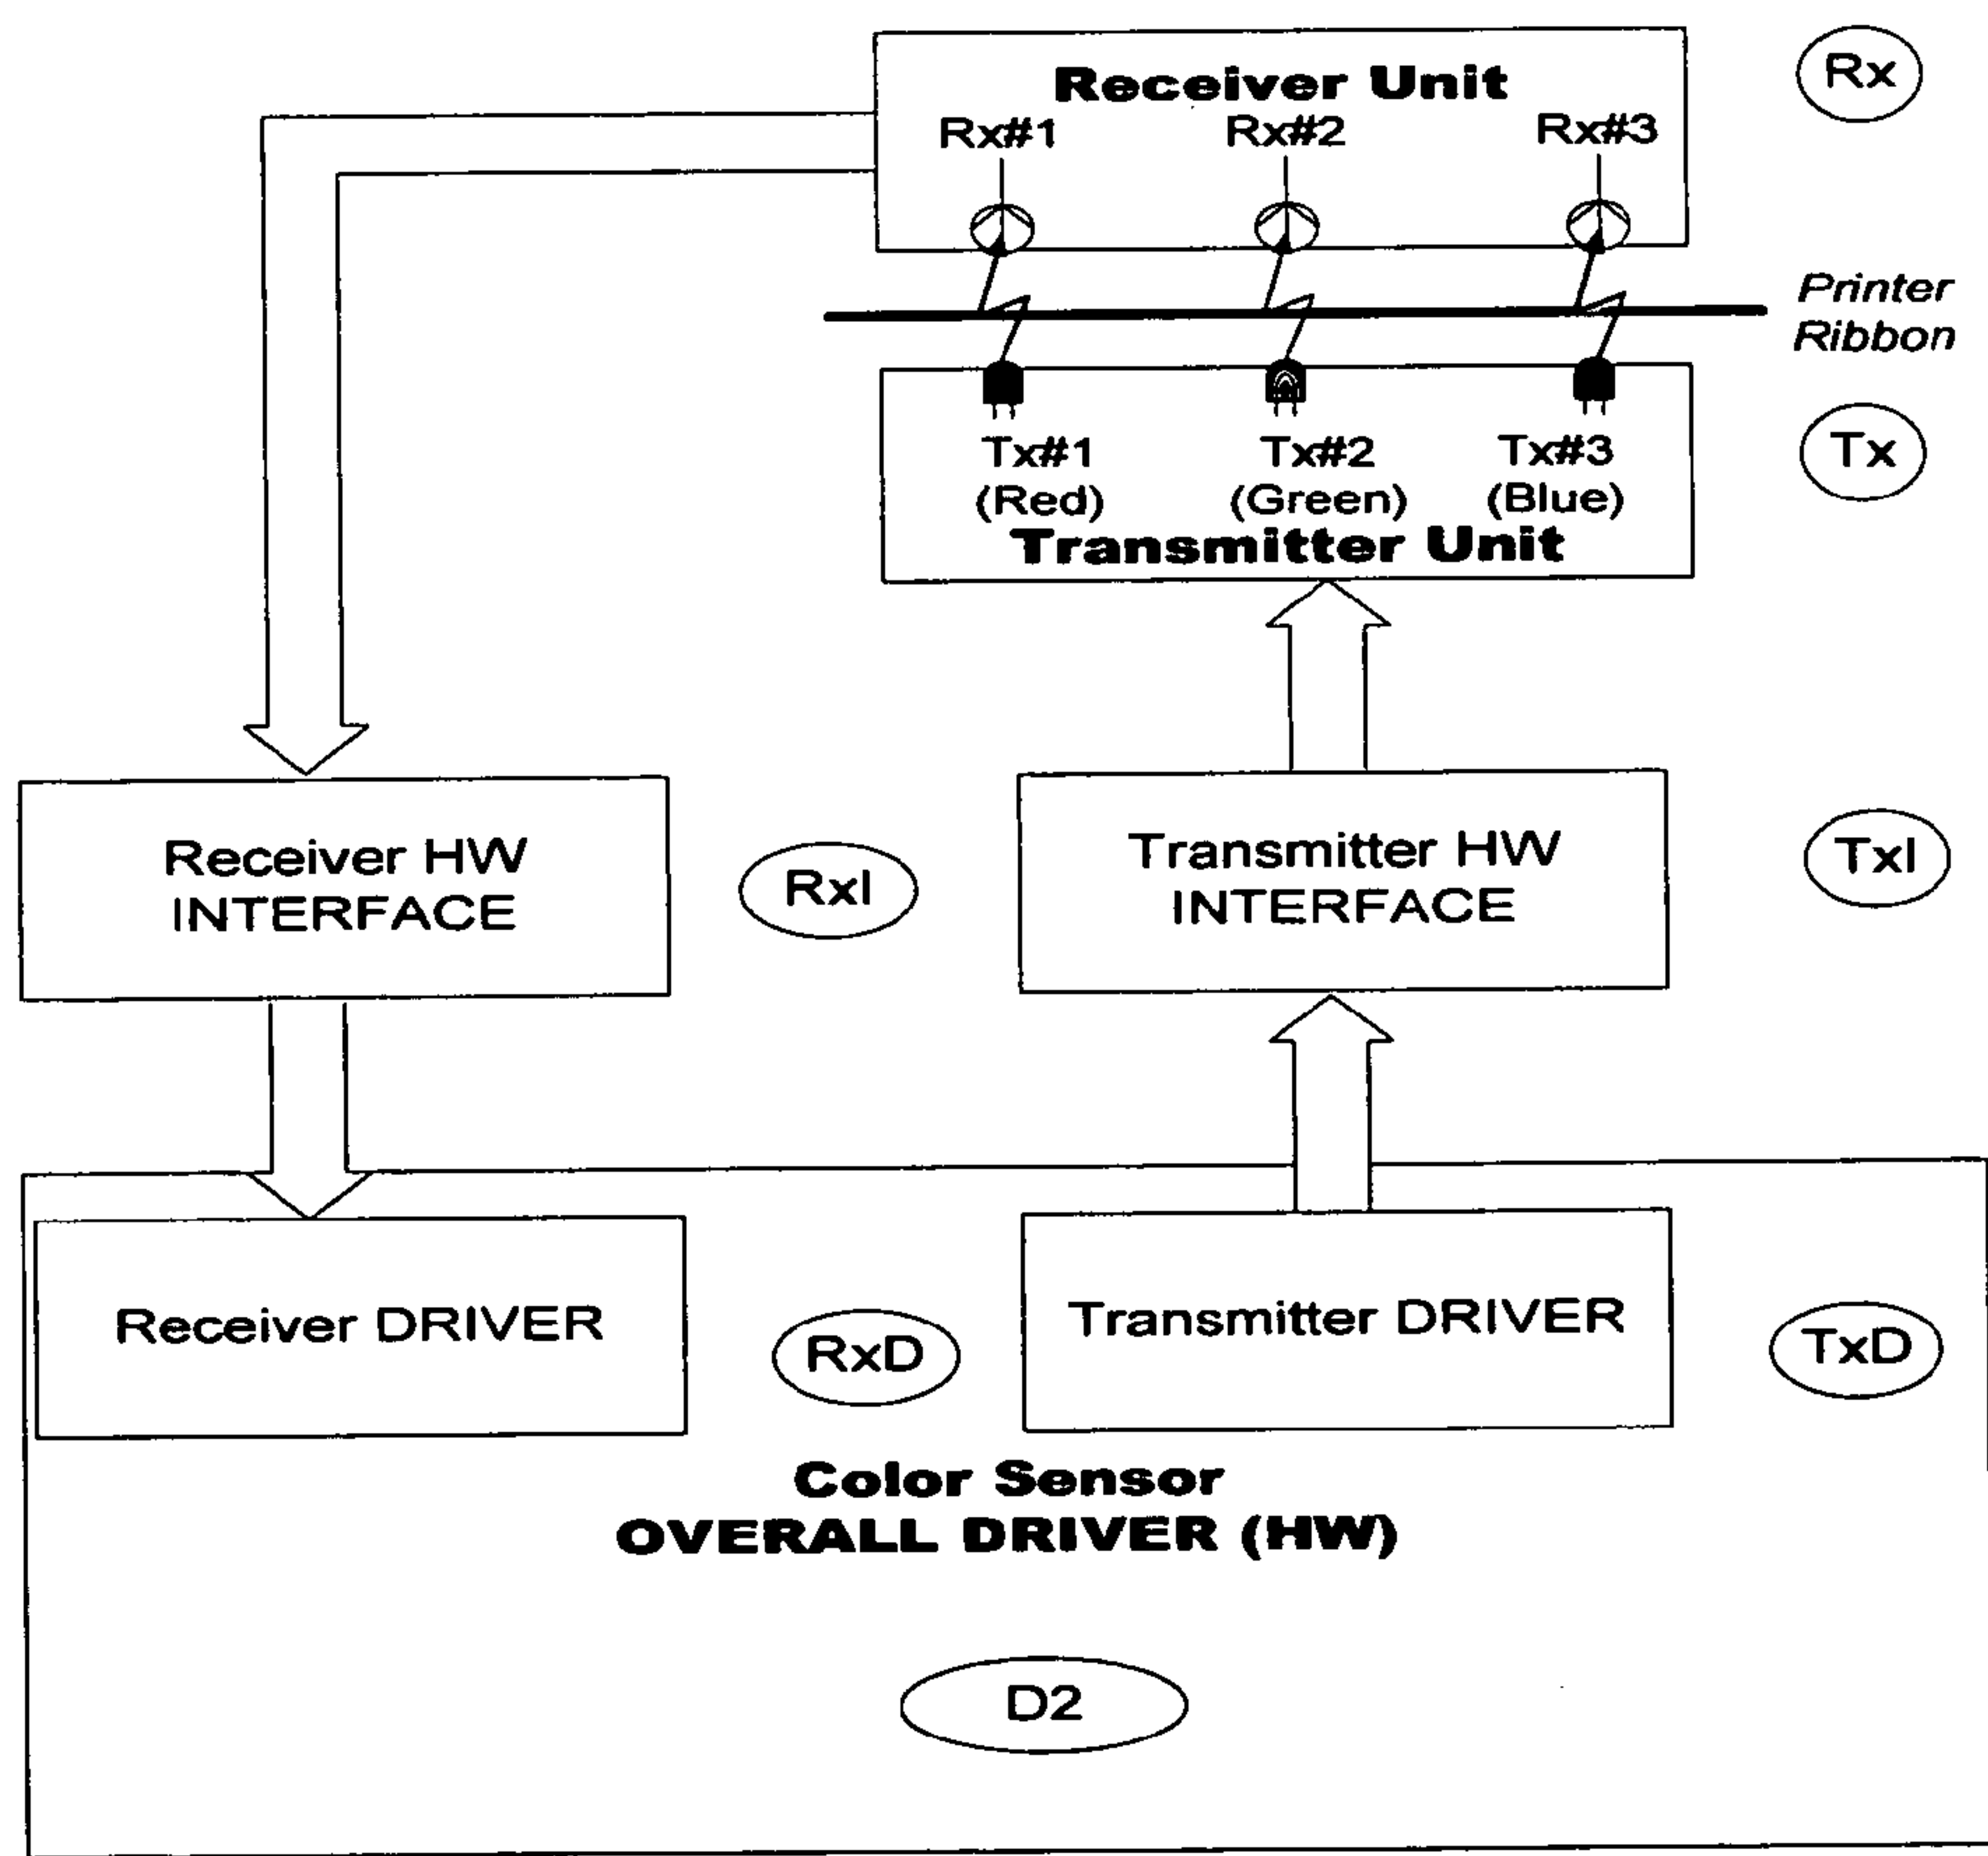 Receiver Unit
Rx
Rx#1 Rx#2 Rx#3
Printer
Ribbon
Tx#1 Tx#2 Tx#3
(Red) (Green) (Blue)
Transmitter Unit
Tx
Receiver HW
INTERFACE
RxI
Transmitter HW
INTERFACE
TxI
Receiver DRIVER
RxD
Transmitter DRIVER
TxD
Color Sensor
OVERALL DRIVER (HW)
D2